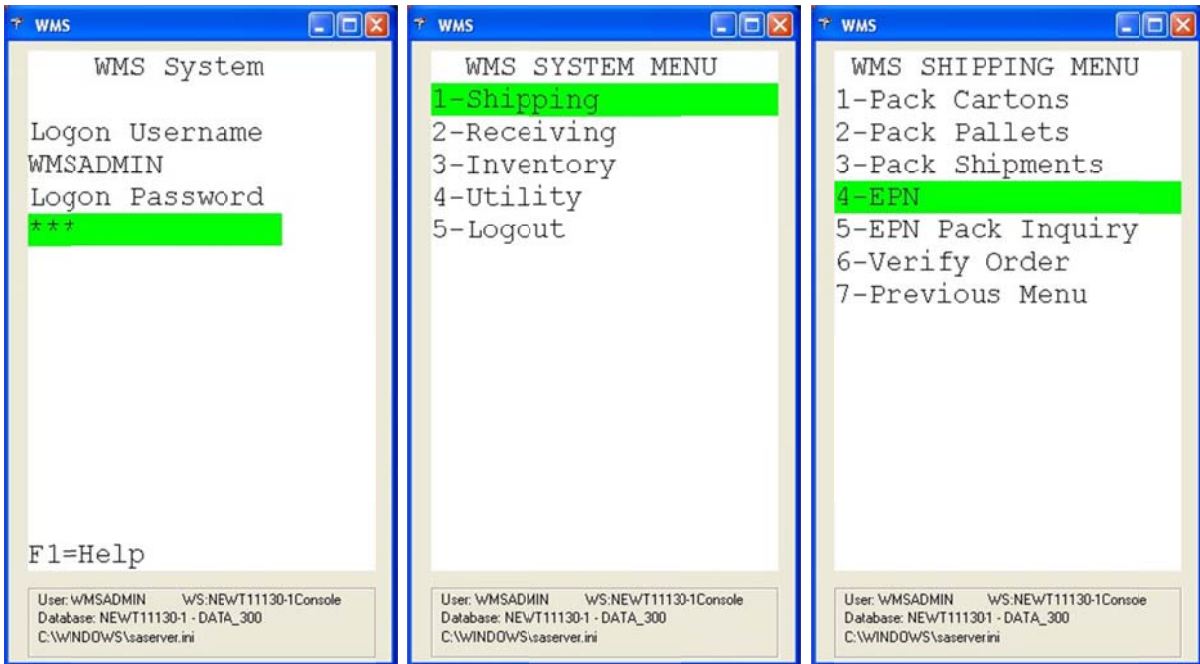 WMS
WMS System
Logon Username
WMSADMIN
Logon Password
***
F1=Help
User: WMSADMIN WS:NEWT11130-1Console
Database: NEWT11130-1 - DATA_300
C:\WINDOWS\saserver.ini
WMS
WMS SYSTEM MENU
1-Shipping
2-Receiving
3-Inventory
4-Utility
5-Logout
User: WMSADMIN WS:NEWT11130-1Console
Database: NEWT11130-1 - DATA_300
C:\WINDOWS\saserver.ini
WMS
WMS SHIPPING MENU
1-Pack Cartons
2-Pack Pallets
3-Pack Shipments
4-EPN
5-EPN Pack Inquiry
6-Verify Order
7-Previous Menu
User: WMSADMIN WS:NEWT11130-1Consoe
Database: NEWT111301 - DATA_300
C:\WINDOWS\saserverini